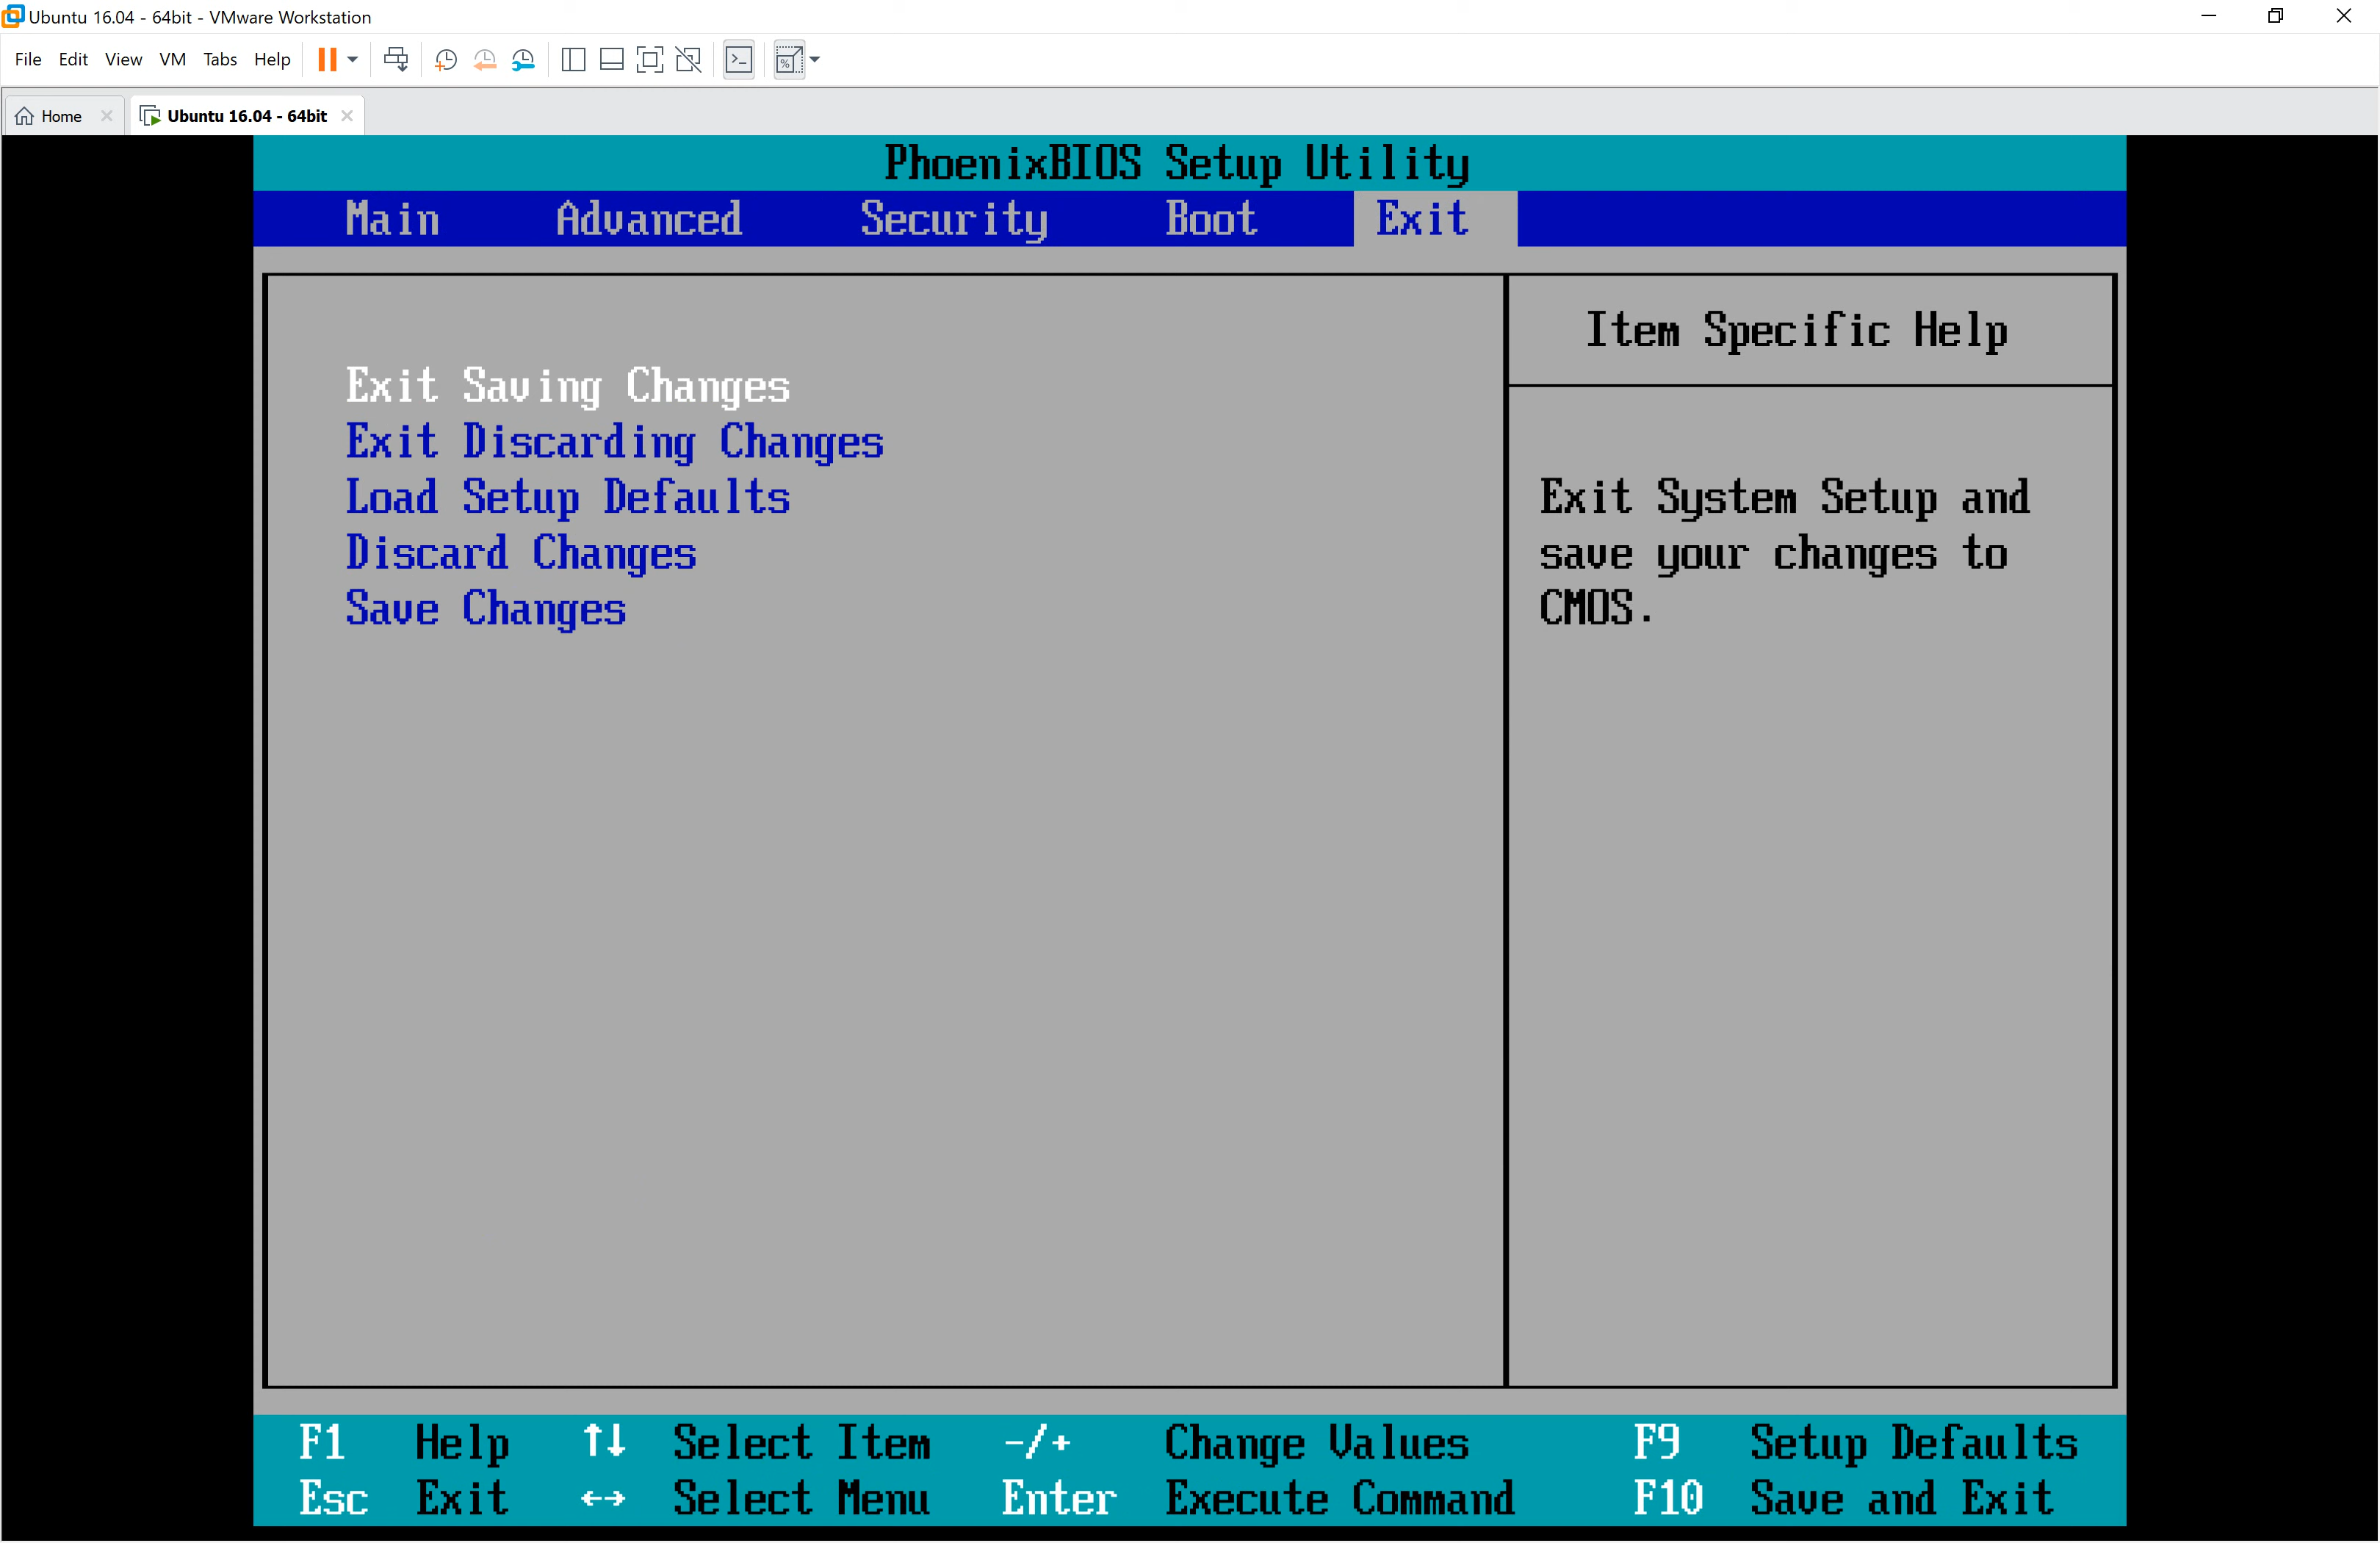 Ubuntu 16.04 - 64bit - VMware Workstation
File Edit View VM Tabs Help
Home Ubuntu 16.04 - 64bit
PhoenixBIOS Setup Utility
Main Advanced Security Boot Exit
Item Specific Help
Exit Saving Changes
Exit Discarding Changes
Load Setup Defaults
Discard Changes
Save Changes
Exit System Setup and
save your changes to
CMOS.
F1 Help ↑↓ Select Item -/+ Change Values F9 Setup Defaults
Esc Exit ↔ Select Menu Enter Execute Command F10 Save and Exit